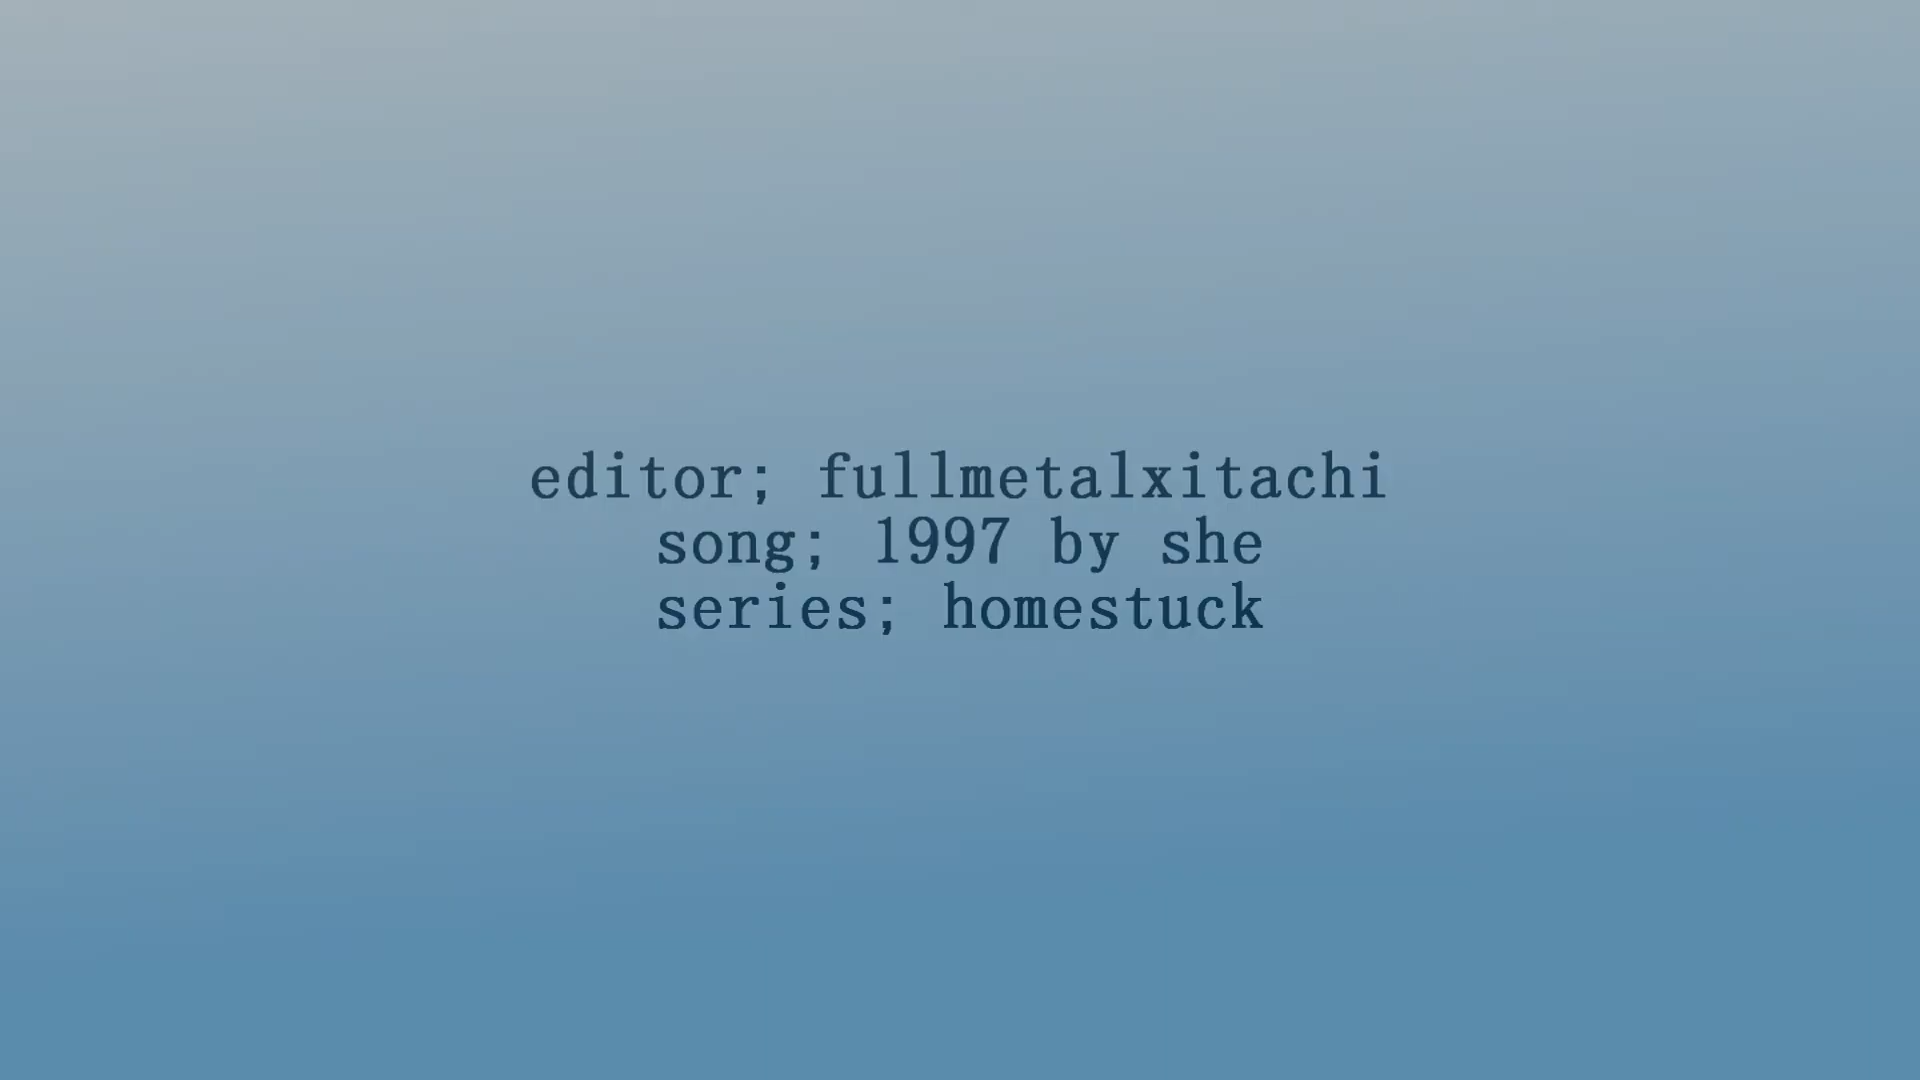 editor; fullmetalxitachi
song; 1997 by she
series; homestuck